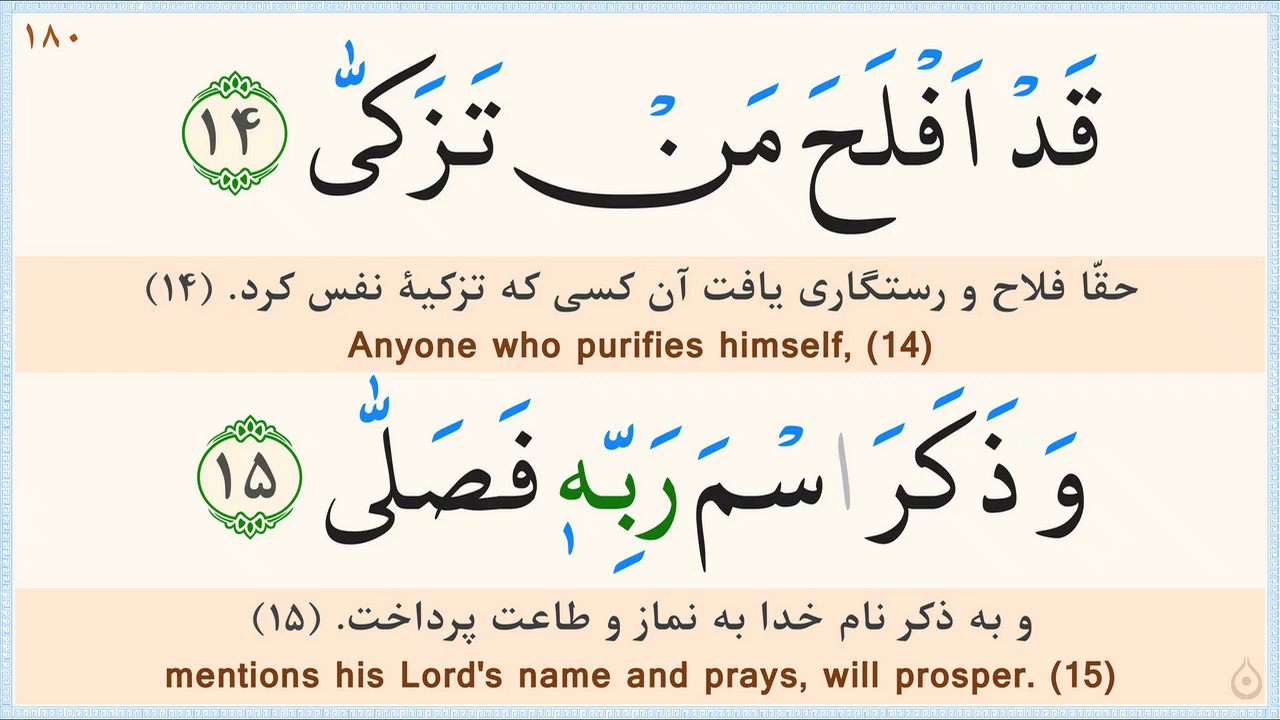 ۱۸۰
قَدْ اَفْلَحَ مَنْ تَزَكَّىٰ ۱۴
حقّا فلاح و رستگاری یافت آن کسی که تزکیهٔ نفس کرد. (۱۴)
Anyone who purifies himself, (14)
وَ ذَكَرَ اسْمَ رَبِّهٖ فَصَلَّىٰ ۱۵
و به ذکر نام خدا به نماز و طاعت پرداخت. (۱۵)
mentions his Lord's name and prays, will prosper. (15)